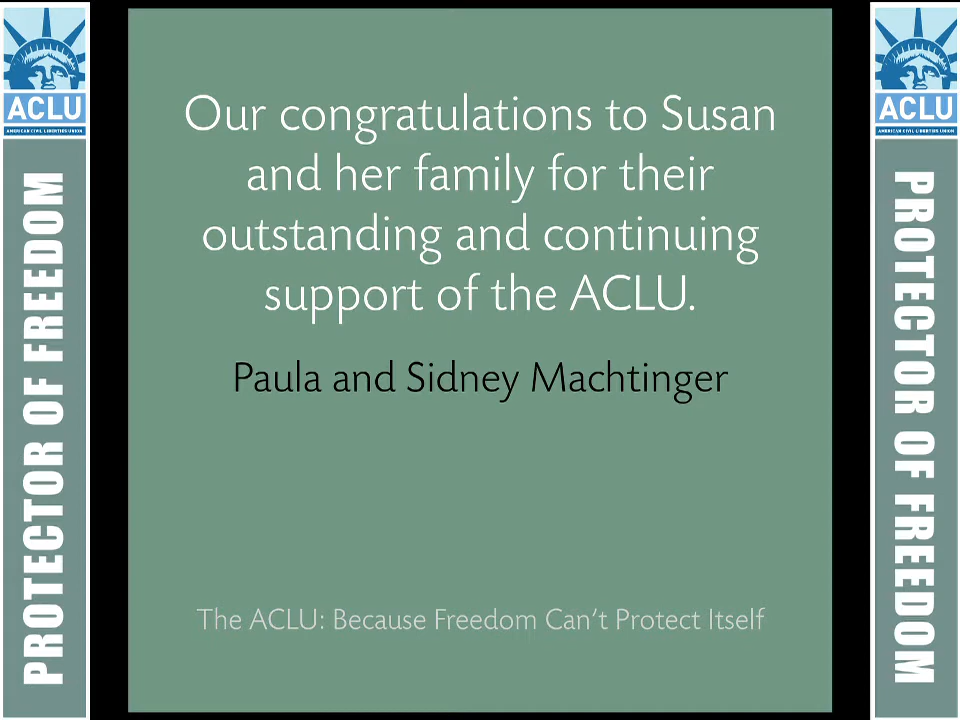 ACLU
AMERICAN CIVIL LIBERTIES UNION
PROTECTOR OF FREEDOM
Our congratulations to Susan
and her family for their
outstanding and continuing
support of the ACLU.
Paula and Sidney Machtinger
The ACLU: Because Freedom Can't Protect Itself
ACLU
AMERICAN CIVIL LIBERTIES UNION
PROTECTOR OF FREEDOM